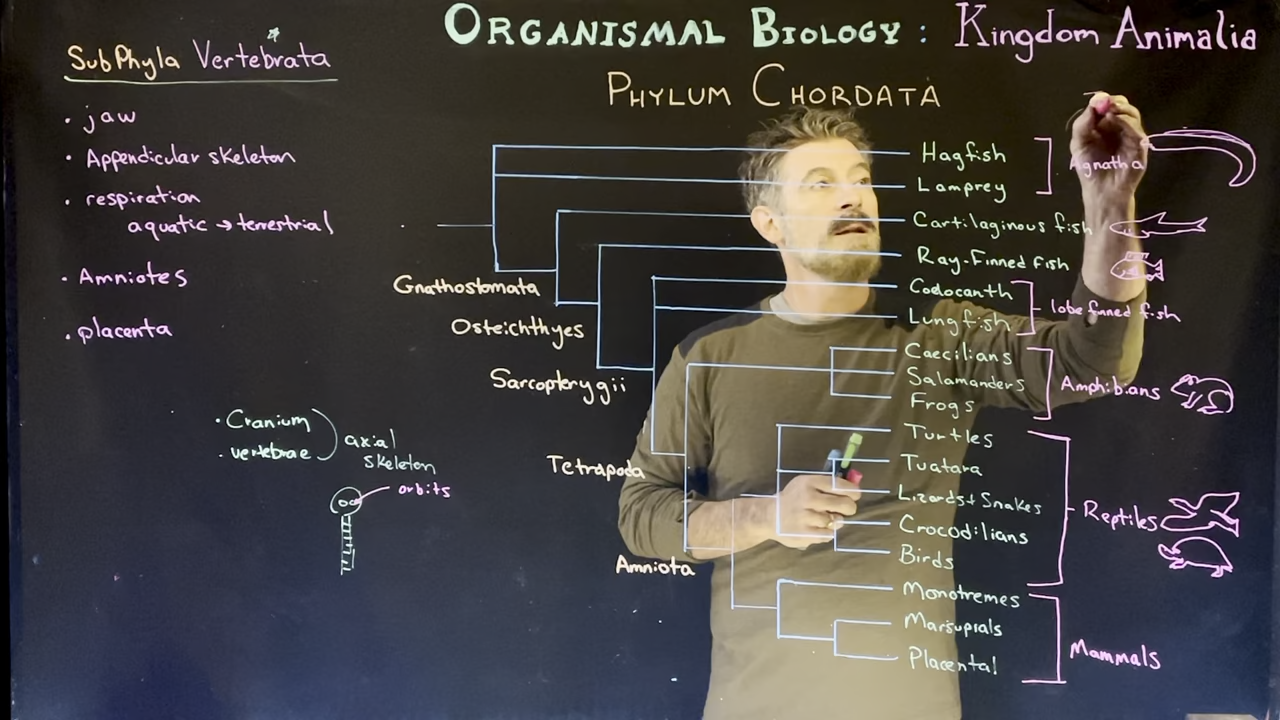 ORGANISMAL BIOLOGY : Kingdom Animalia
PHYLUM CHORDATA
SubPhyla Vertebrata
• jaw
• Appendicular skeleton
• respiration
aquatic → terrestrial
• Amniotes
• placenta
• Cranium
• vertebrae
axial
skeleton
orbits
Gnathostomata
Osteichthyes
Sarcopterygii
Tetrapoda
Amniota
Hagfish
Lamprey
Agnatha
Cartilaginous fish
Ray-Finned fish
Coelocanth
Lungfish
lobe finned fish
Caecilians
Salamanders
Frogs
Amphibians
Turtles
Tuatara
Lizards + Snakes
Crocodilians
Birds
Reptiles
Monotremes
Marsupials
Placental
Mammals